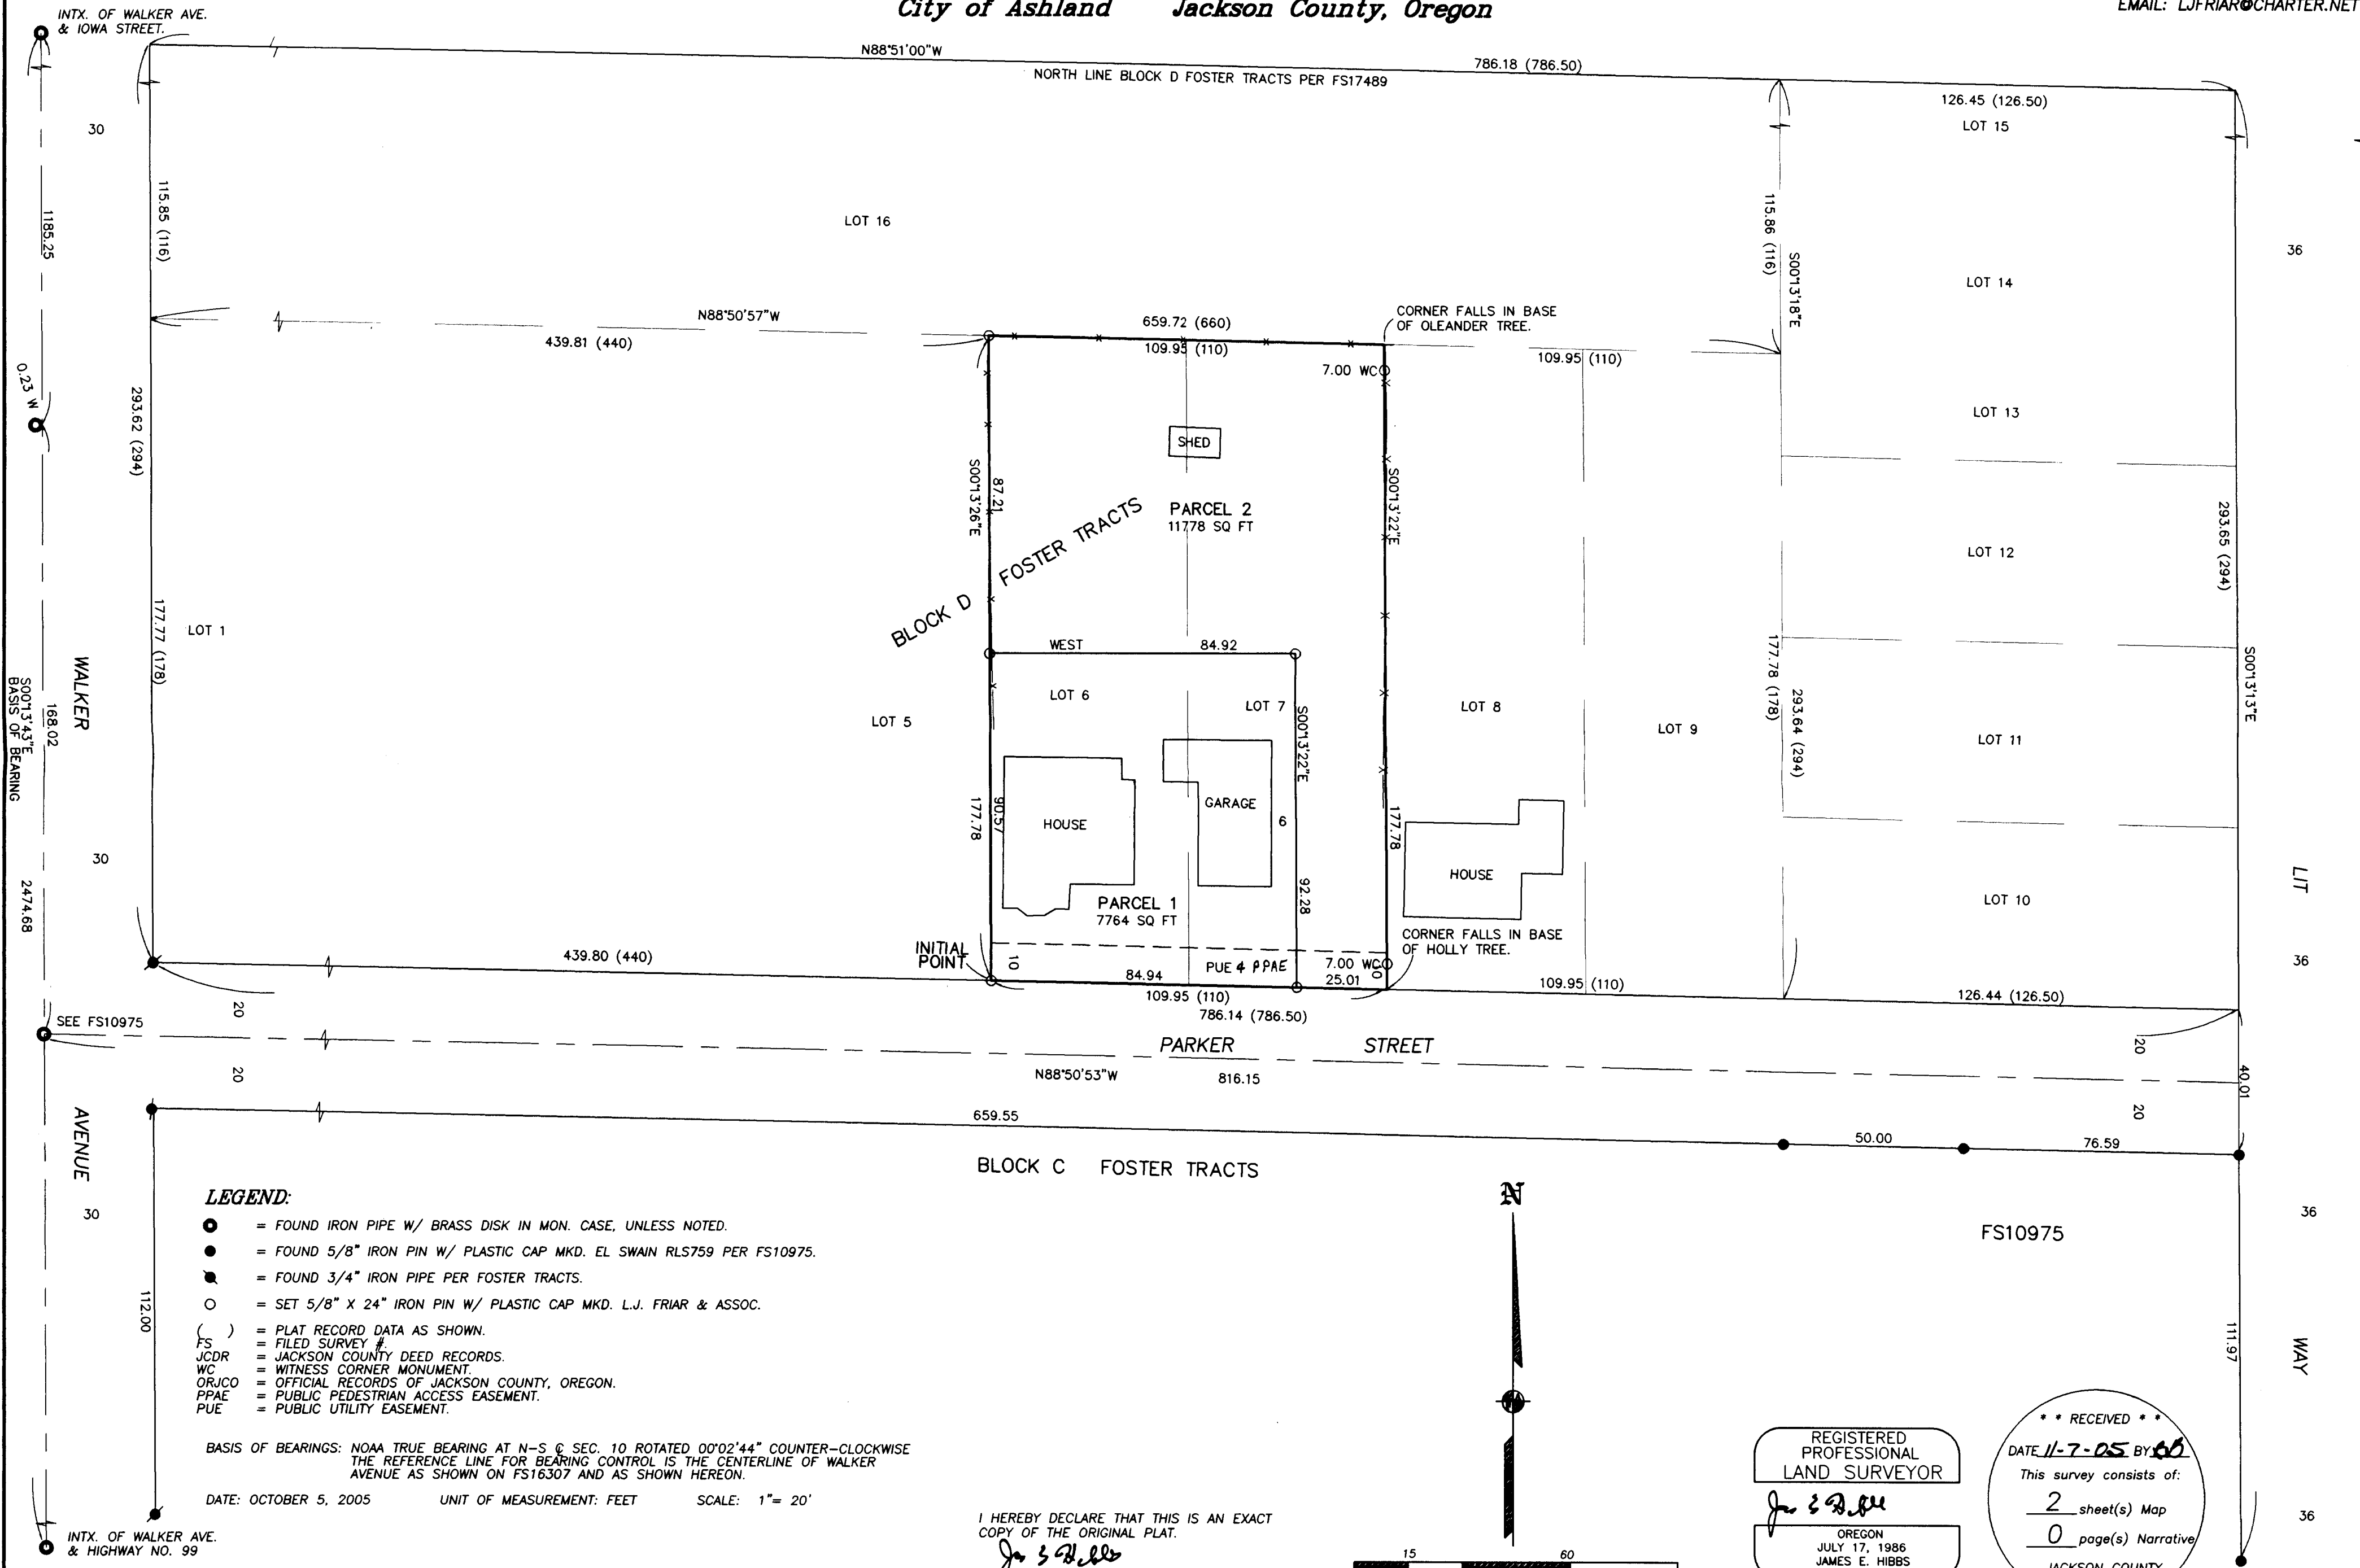 City of Ashland Jackson County, Oregon
EMAIL: LJFRIAR@CHARTER.NET
INTX. OF WALKER AVE.
& IOWA STREET.
N88°51'00"W
786.18 (786.50)
NORTH LINE BLOCK D FOSTER TRACTS PER FS17489
126.45 (126.50)
LOT 15
30
115.85 (116)
1185.25
LOT 16
115.86 (116)
S00°13'18"E
36
LOT 14
N88°50'57"W
439.81 (440)
659.72 (660)
109.95 (110)
CORNER FALLS IN BASE
OF OLEANDER TREE.
7.00 WC
109.95 (110)
0.23 W
293.62 (294)
LOT 13
SHED
S00°13'26"E
87.21
S00°13'22"E
PARCEL 2
11778 SQ FT
BLOCK D FOSTER TRACTS
LOT 12
293.65 (294)
LOT 1
177.77 (178)
WEST 84.92
177.78 (178)
S00°13'13"E
WALKER
S00°13'43"E
BASIS OF BEARING
168.02
LOT 5
LOT 6
LOT 7
S00°13'22"E
LOT 8
LOT 9
293.64 (294)
LOT 11
30
2474.68
177.78
90.57
HOUSE
GARAGE
6
177.78
HOUSE
92.28
PARCEL 1
7764 SQ FT
LOT 10
LIT
36
INITIAL
POINT
CORNER FALLS IN BASE
OF HOLLY TREE.
439.80 (440)
10
PUE & PPAE
7.00 WC
10
84.94
25.01
109.95 (110)
109.95 (110)
126.44 (126.50)
786.14 (786.50)
20
SEE FS10975
PARKER STREET
20
20
N88°50'53"W
816.15
40.01
20
AVENUE
659.55
50.00
76.59
BLOCK C FOSTER TRACTS
30
N
36
FS10975
LEGEND:
= FOUND IRON PIPE W/ BRASS DISK IN MON. CASE, UNLESS NOTED.
= FOUND 5/8" IRON PIN W/ PLASTIC CAP MKD. EL SWAIN RLS759 PER FS10975.
= FOUND 3/4" IRON PIPE PER FOSTER TRACTS.
= SET 5/8" X 24" IRON PIN W/ PLASTIC CAP MKD. L.J. FRIAR & ASSOC.
( ) = PLAT RECORD DATA AS SHOWN.
FS = FILED SURVEY #.
JCDR = JACKSON COUNTY DEED RECORDS.
WC = WITNESS CORNER MONUMENT.
ORJCO = OFFICIAL RECORDS OF JACKSON COUNTY, OREGON.
PPAE = PUBLIC PEDESTRIAN ACCESS EASEMENT.
PUE = PUBLIC UTILITY EASEMENT.
112.00
111.97
WAY
BASIS OF BEARINGS: NOAA TRUE BEARING AT N-S ℄ SEC. 10 ROTATED 00°02'44" COUNTER-CLOCKWISE
THE REFERENCE LINE FOR BEARING CONTROL IS THE CENTERLINE OF WALKER
AVENUE AS SHOWN ON FS16307 AND AS SHOWN HEREON.
DATE: OCTOBER 5, 2005 UNIT OF MEASUREMENT: FEET SCALE: 1"= 20'
INTX. OF WALKER AVE.
& HIGHWAY NO. 99
I HEREBY DECLARE THAT THIS IS AN EXACT
COPY OF THE ORIGINAL PLAT.
15 60
REGISTERED
PROFESSIONAL
LAND SURVEYOR
OREGON
JULY 17, 1986
JAMES E. HIBBS
* * RECEIVED * *
DATE 11-7-05 BY
This survey consists of:
2 sheet(s) Map
0 page(s) Narrative
JACKSON COUNTY
36